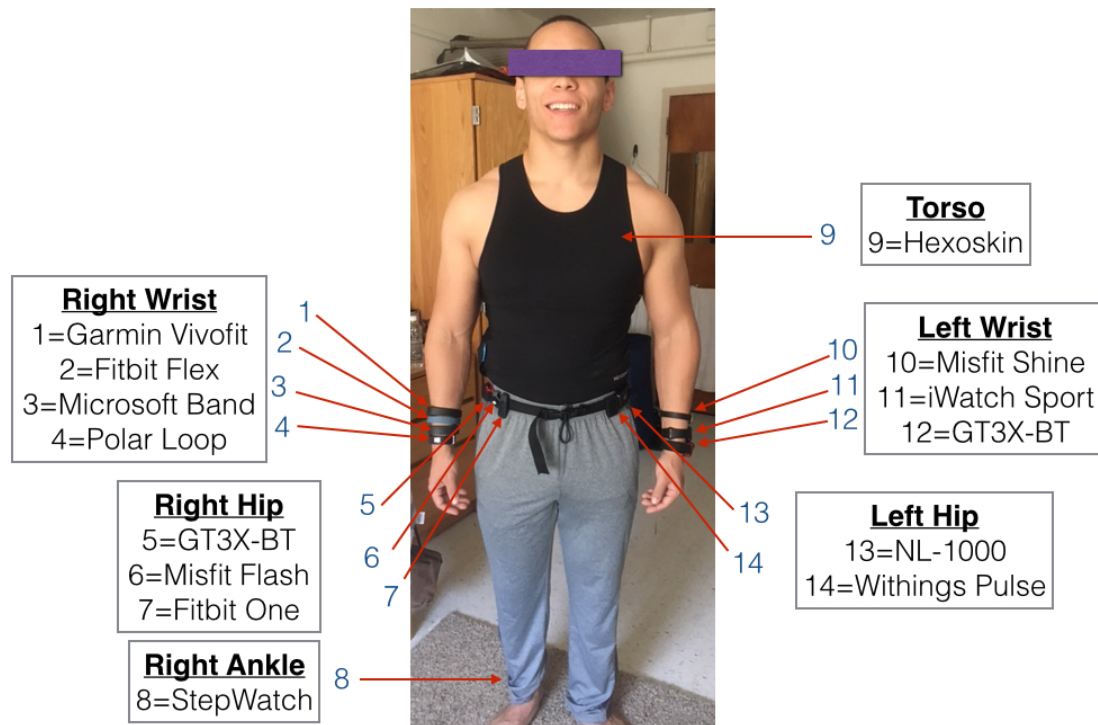 Right Wrist
1=Garmin Vivofit
2=Fitbit Flex
3=Microsoft Band
4=Polar Loop
Right Hip
5=GT3X-BT
6=Misfit Flash
7=Fitbit One
Right Ankle
8=StepWatch
1
2
3
4
5
6
7
8
9
10
11
12
13
14
Torso
9=Hexoskin
Left Wrist
10=Misfit Shine
11=iWatch Sport
12=GT3X-BT
Left Hip
13=NL-1000
14=Withings Pulse